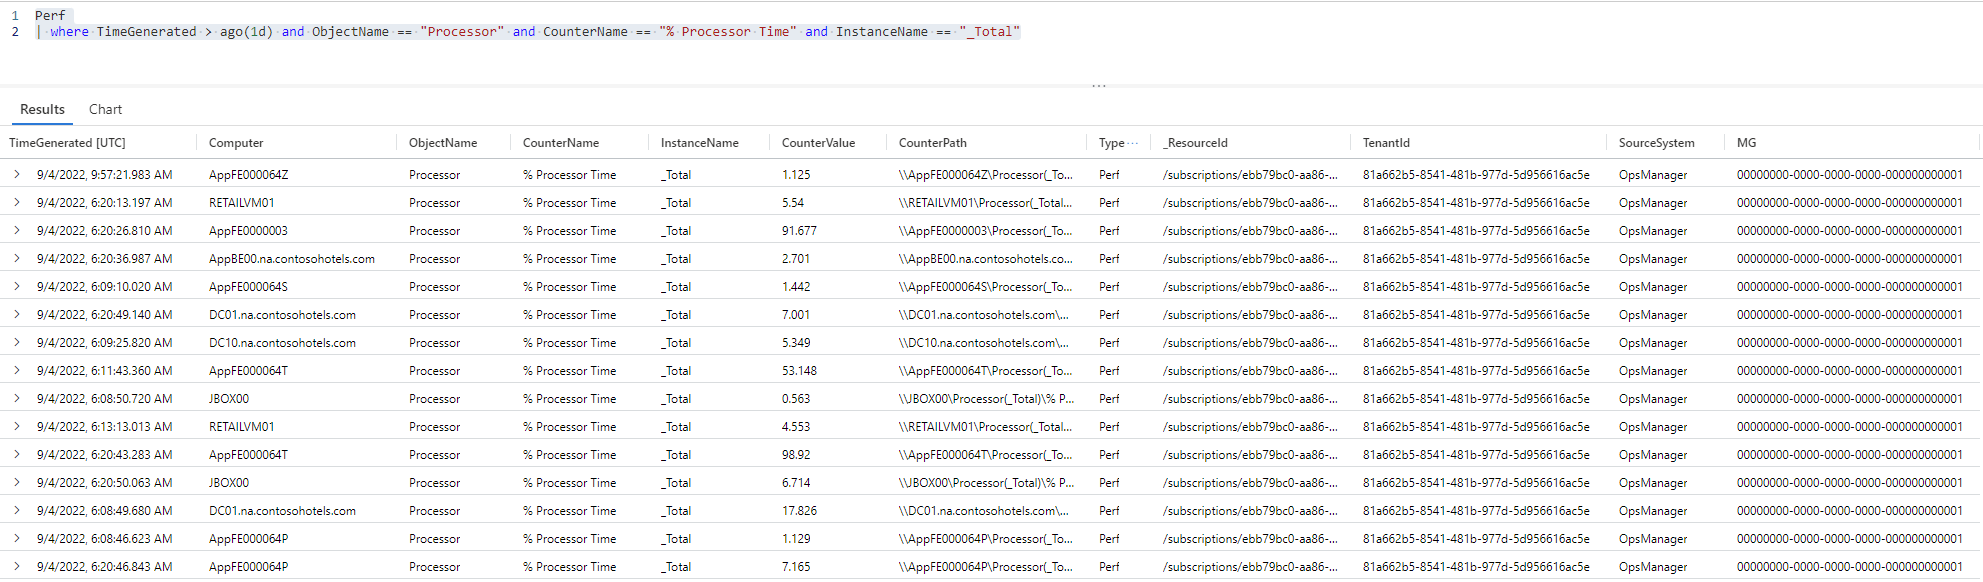 1 Perf
2 | where TimeGenerated > ago(1d) and ObjectName == "Processor" and CounterName == "% Processor Time" and InstanceName == "_Total"
...
Results Chart
TimeGenerated [UTC] Computer ObjectName CounterName InstanceName CounterValue CounterPath Type ... _ResourceId TenantId SourceSystem MG
> 9/4/2022, 9:57:21.983 AM AppFE000064Z Processor % Processor Time _Total 1.125 \\AppFE000064Z\Processor(_To... Perf /subscriptions/ebb79bc0-aa86-... 81a662b5-8541-481b-977d-5d956616ac5e OpsManager 00000000-0000-0000-0000-000000000001
> 9/4/2022, 6:20:13.197 AM RETAILVM01 Processor % Processor Time _Total 5.54 \\RETAILVM01\Processor(_Total... Perf /subscriptions/ebb79bc0-aa86-... 81a662b5-8541-481b-977d-5d956616ac5e OpsManager 00000000-0000-0000-0000-000000000001
> 9/4/2022, 6:20:26.810 AM AppFE0000003 Processor % Processor Time _Total 91.677 \\AppFE0000003\Processor(_To... Perf /subscriptions/ebb79bc0-aa86-... 81a662b5-8541-481b-977d-5d956616ac5e OpsManager 00000000-0000-0000-0000-000000000001
> 9/4/2022, 6:20:36.987 AM AppBE00.na.contosohotels.com Processor % Processor Time _Total 2.701 \\AppBE00.na.contosohotels.co... Perf /subscriptions/ebb79bc0-aa86-... 81a662b5-8541-481b-977d-5d956616ac5e OpsManager 00000000-0000-0000-0000-000000000001
> 9/4/2022, 6:09:10.020 AM AppFE000064S Processor % Processor Time _Total 1.442 \\AppFE000064S\Processor(_To... Perf /subscriptions/ebb79bc0-aa86-... 81a662b5-8541-481b-977d-5d956616ac5e OpsManager 00000000-0000-0000-0000-000000000001
> 9/4/2022, 6:20:49.140 AM DC01.na.contosohotels.com Processor % Processor Time _Total 7.001 \\DC01.na.contosohotels.com\... Perf /subscriptions/ebb79bc0-aa86-... 81a662b5-8541-481b-977d-5d956616ac5e OpsManager 00000000-0000-0000-0000-000000000001
> 9/4/2022, 6:09:25.820 AM DC10.na.contosohotels.com Processor % Processor Time _Total 5.349 \\DC10.na.contosohotels.com\... Perf /subscriptions/ebb79bc0-aa86-... 81a662b5-8541-481b-977d-5d956616ac5e OpsManager 00000000-0000-0000-0000-000000000001
> 9/4/2022, 6:11:43.360 AM AppFE000064T Processor % Processor Time _Total 53.148 \\AppFE000064T\Processor(_To... Perf /subscriptions/ebb79bc0-aa86-... 81a662b5-8541-481b-977d-5d956616ac5e OpsManager 00000000-0000-0000-0000-000000000001
> 9/4/2022, 6:08:50.720 AM JBOX00 Processor % Processor Time _Total 0.563 \\JBOX00\Processor(_Total)\% P... Perf /subscriptions/ebb79bc0-aa86-... 81a662b5-8541-481b-977d-5d956616ac5e OpsManager 00000000-0000-0000-0000-000000000001
> 9/4/2022, 6:13:13.013 AM RETAILVM01 Processor % Processor Time _Total 4.553 \\RETAILVM01\Processor(_Total... Perf /subscriptions/ebb79bc0-aa86-... 81a662b5-8541-481b-977d-5d956616ac5e OpsManager 00000000-0000-0000-0000-000000000001
> 9/4/2022, 6:20:43.283 AM AppFE000064T Processor % Processor Time _Total 98.92 \\AppFE000064T\Processor(_To... Perf /subscriptions/ebb79bc0-aa86-... 81a662b5-8541-481b-977d-5d956616ac5e OpsManager 00000000-0000-0000-0000-000000000001
> 9/4/2022, 6:20:50.063 AM JBOX00 Processor % Processor Time _Total 6.714 \\JBOX00\Processor(_Total)\% P... Perf /subscriptions/ebb79bc0-aa86-... 81a662b5-8541-481b-977d-5d956616ac5e OpsManager 00000000-0000-0000-0000-000000000001
> 9/4/2022, 6:08:49.680 AM DC01.na.contosohotels.com Processor % Processor Time _Total 17.826 \\DC01.na.contosohotels.com\... Perf /subscriptions/ebb79bc0-aa86-... 81a662b5-8541-481b-977d-5d956616ac5e OpsManager 00000000-0000-0000-0000-000000000001
> 9/4/2022, 6:08:46.623 AM AppFE000064P Processor % Processor Time _Total 1.129 \\AppFE000064P\Processor(_To... Perf /subscriptions/ebb79bc0-aa86-... 81a662b5-8541-481b-977d-5d956616ac5e OpsManager 00000000-0000-0000-0000-000000000001
> 9/4/2022, 6:20:46.843 AM AppFE000064P Processor % Processor Time _Total 7.165 \\AppFE000064P\Processor(_To... Perf /subscriptions/ebb79bc0-aa86-... 81a662b5-8541-481b-977d-5d956616ac5e OpsManager 00000000-0000-0000-0000-000000000001